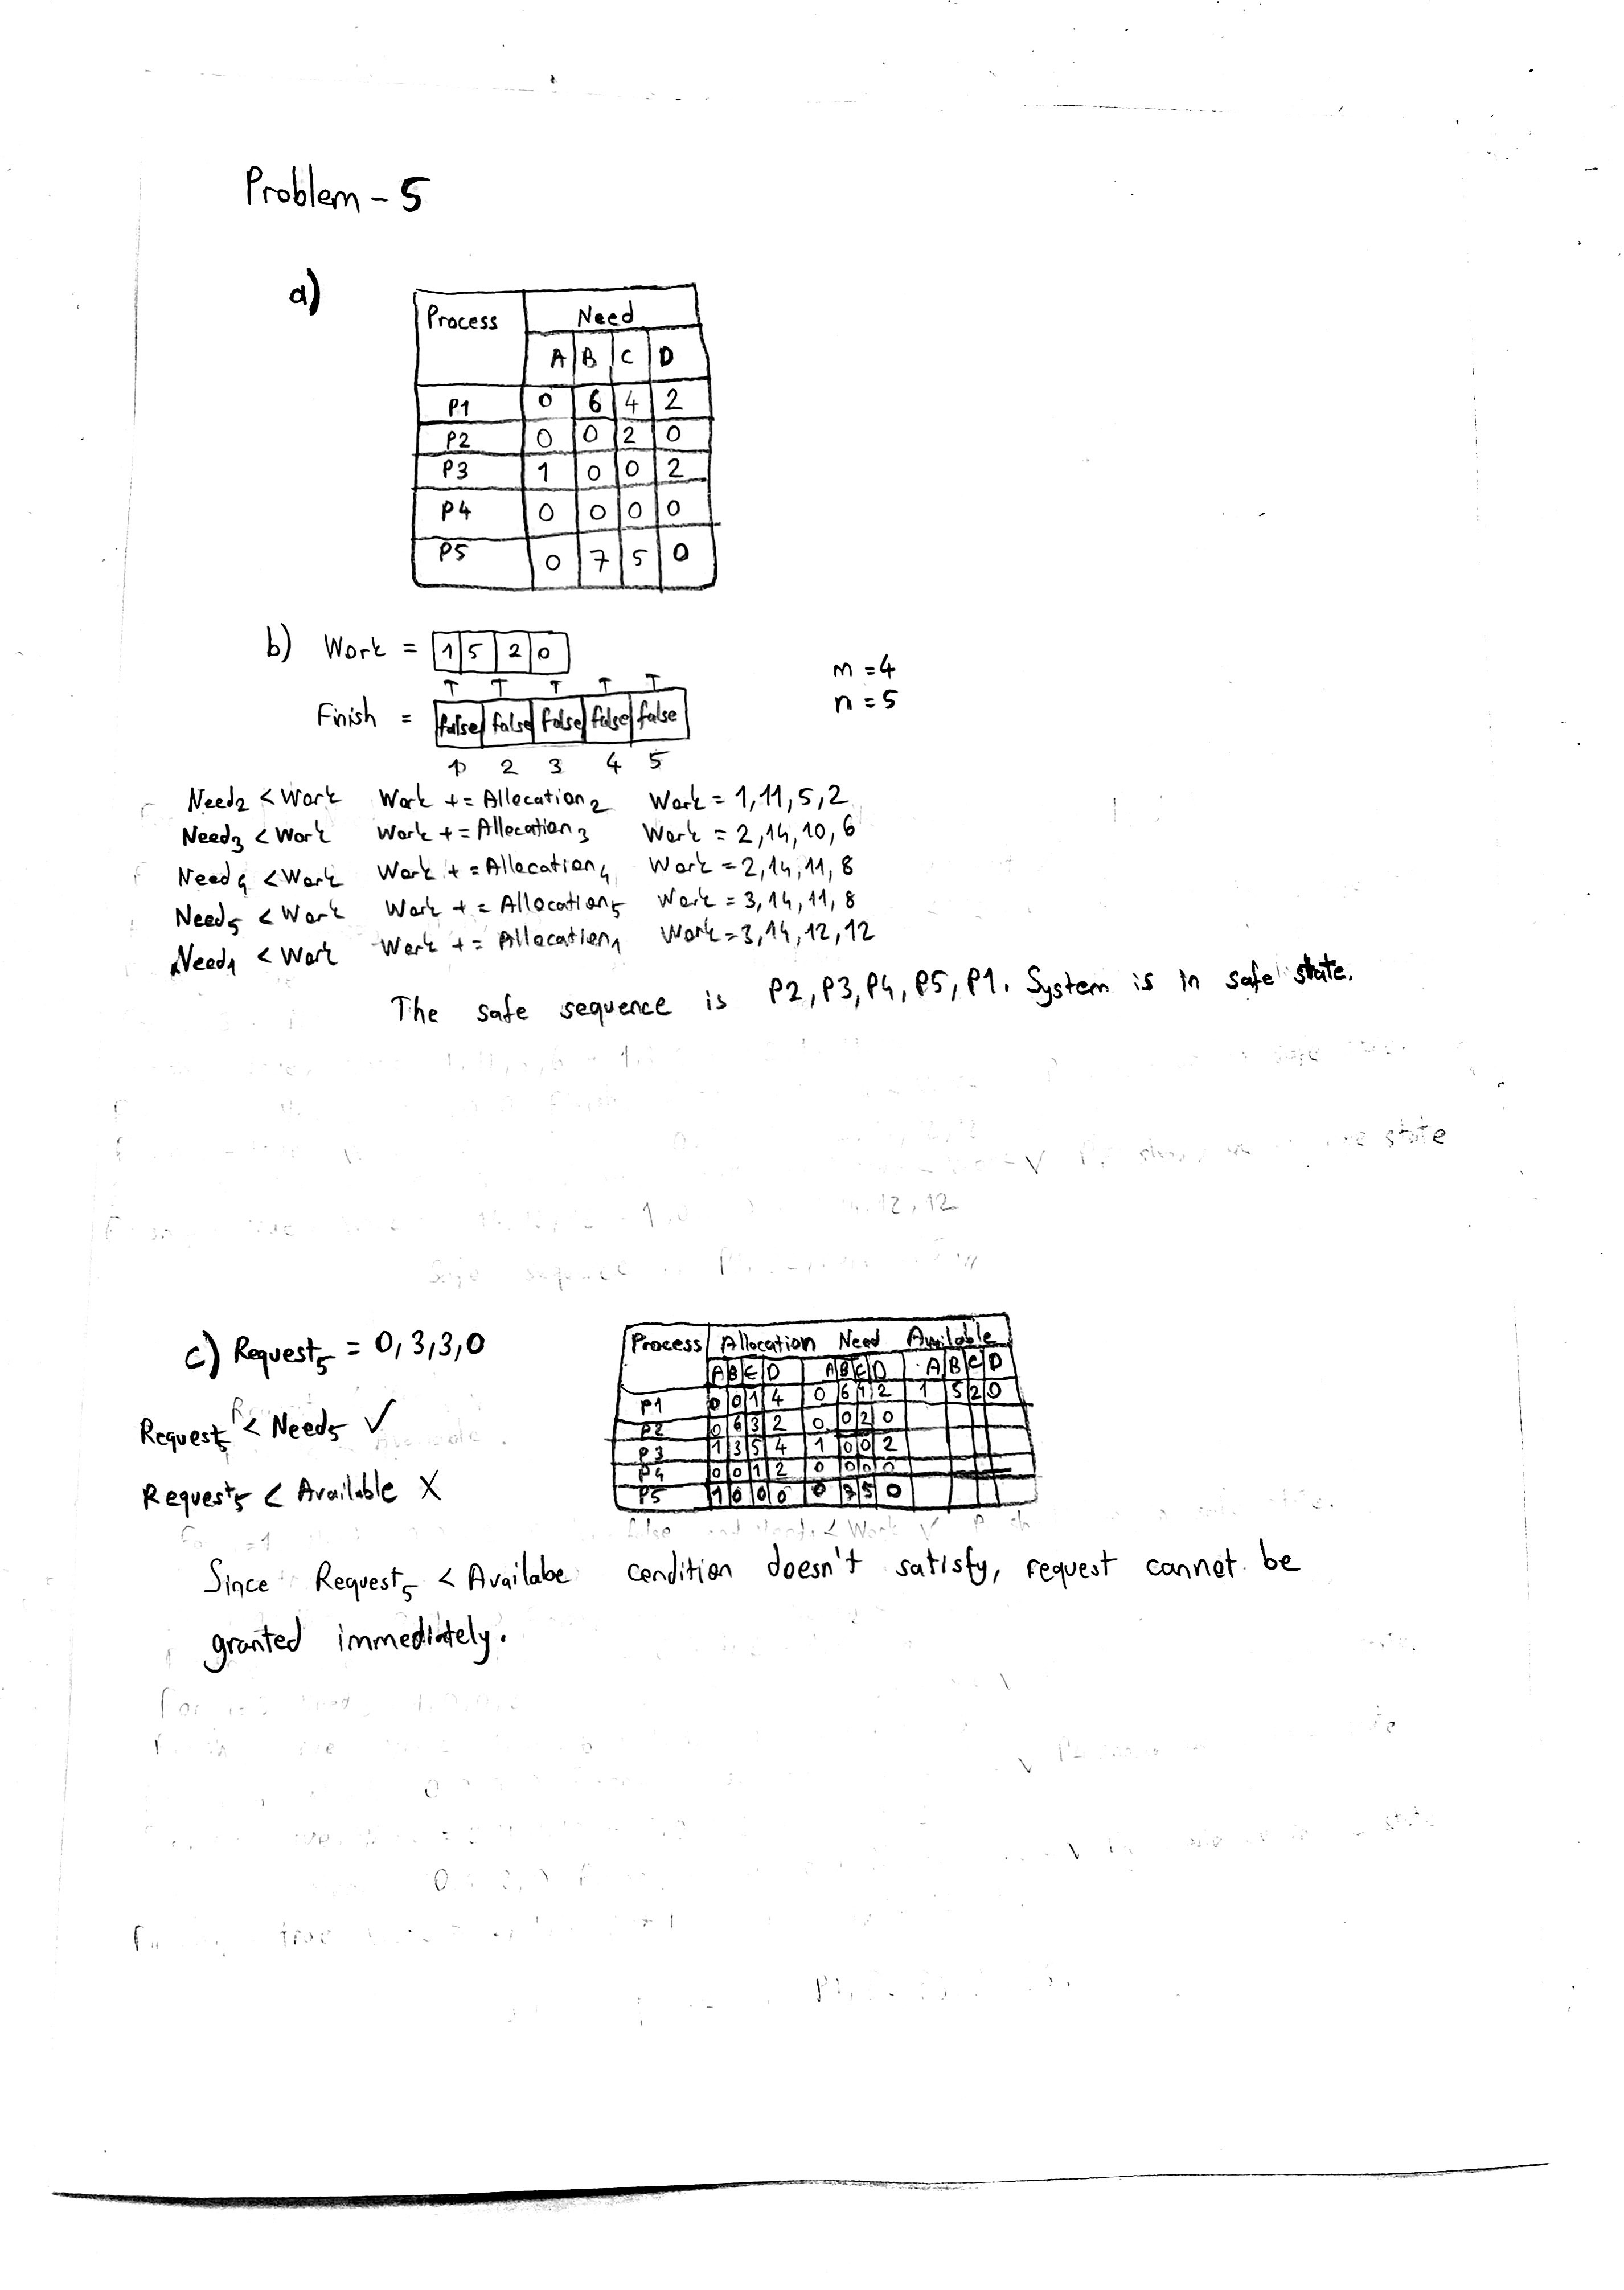 Problem - 5
a)
Process Need
A B C D
P1 0 6 4 2
P2 0 0 2 0
P3 1 0 0 2
P4 0 0 0 0
P5 0 7 5 0
b) Work = 1 5 2 0
m = 4
n = 5
T T T T T
Finish = false false false false false
1 2 3 4 5
Need2 < Work Work += Allocation2 Work = 1,11,5,2
Need3 < Work Work += Allecation3 Work = 2,14,10,6
Need4 < Work Work += Allocation4 Work = 2,14,11,8
Need5 < Work Work += Allocation5 Work = 3,14,11,8
Need1 < Work Work += Allocation1 Work = 3,14,12,12
The safe sequence is P2, P3, P4, P5, P1. System is in safe state.
state
12,12
c) Request5 = 0,3,3,0
Process Allocation Need Available
A B C D A B C D A B C D
P1 0 0 1 4 0 6 4 2 1 5 2 0
P2 0 6 3 2 0 0 2 0
P3 1 3 5 4 1 0 0 2
P4 0 0 1 2 0 0 0 0
P5 1 0 0 0 0 7 5 0
Request5 < Need5 ✓
Request5 < Available X
Since Request5 < Availabe condition doesn't satisfy, request cannot be
granted immediately.